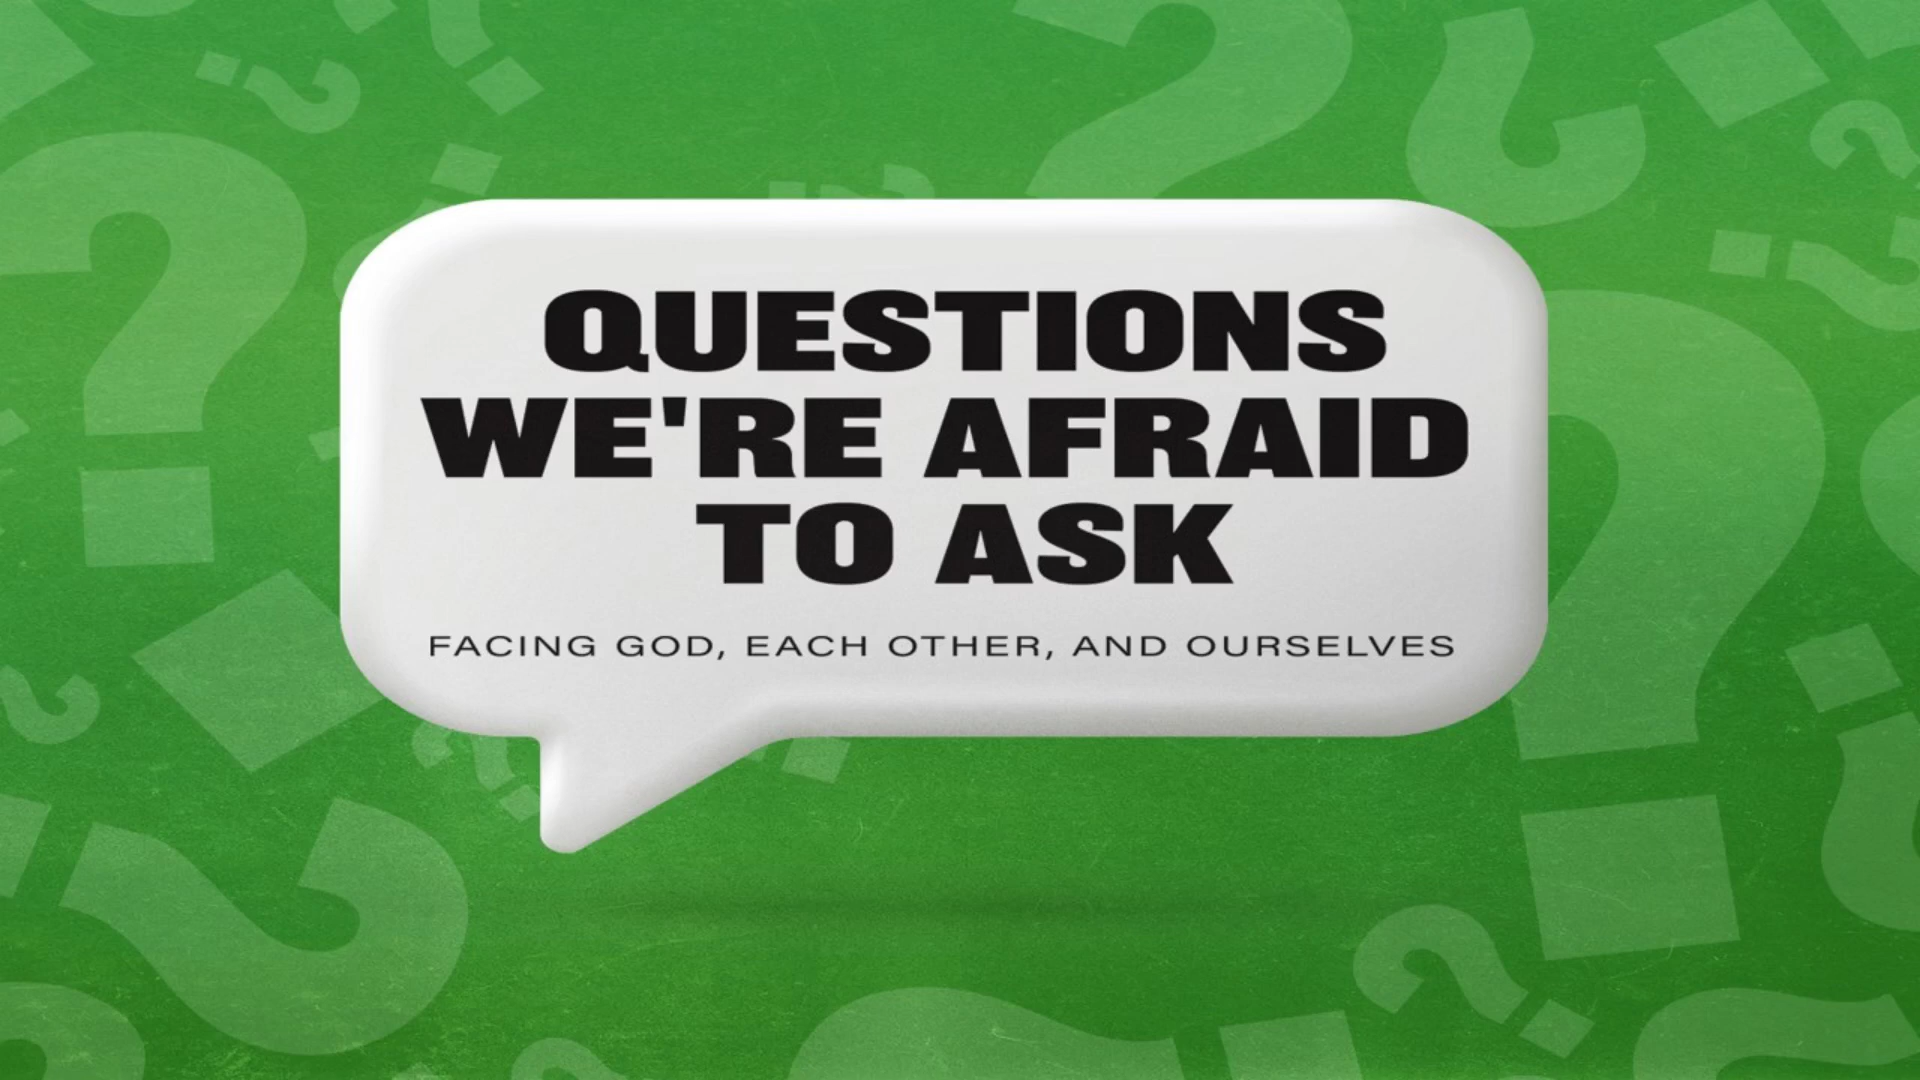 QUESTIONS
WE'RE AFRAID
TO ASK
FACING GOD, EACH OTHER, AND OURSELVES